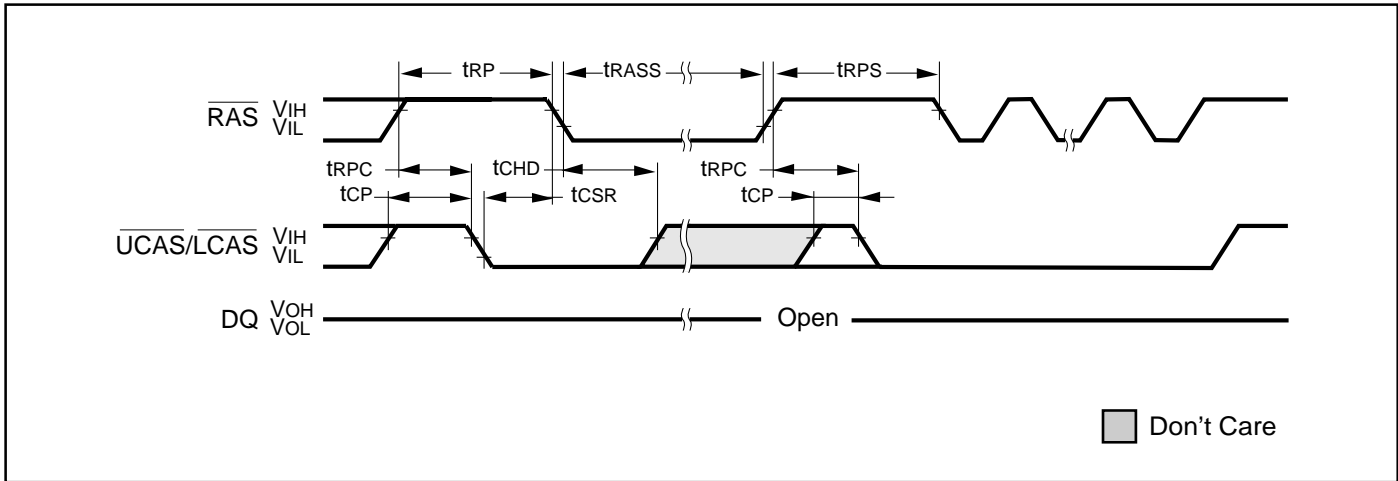 tRP tRASS tRPS
RAS VIH
VIL
tRPC tCHD tRPC
tCP tCSR tCP
UCAS/LCAS VIH
VIL
DQ VOH
VOL
Open
Don't Care